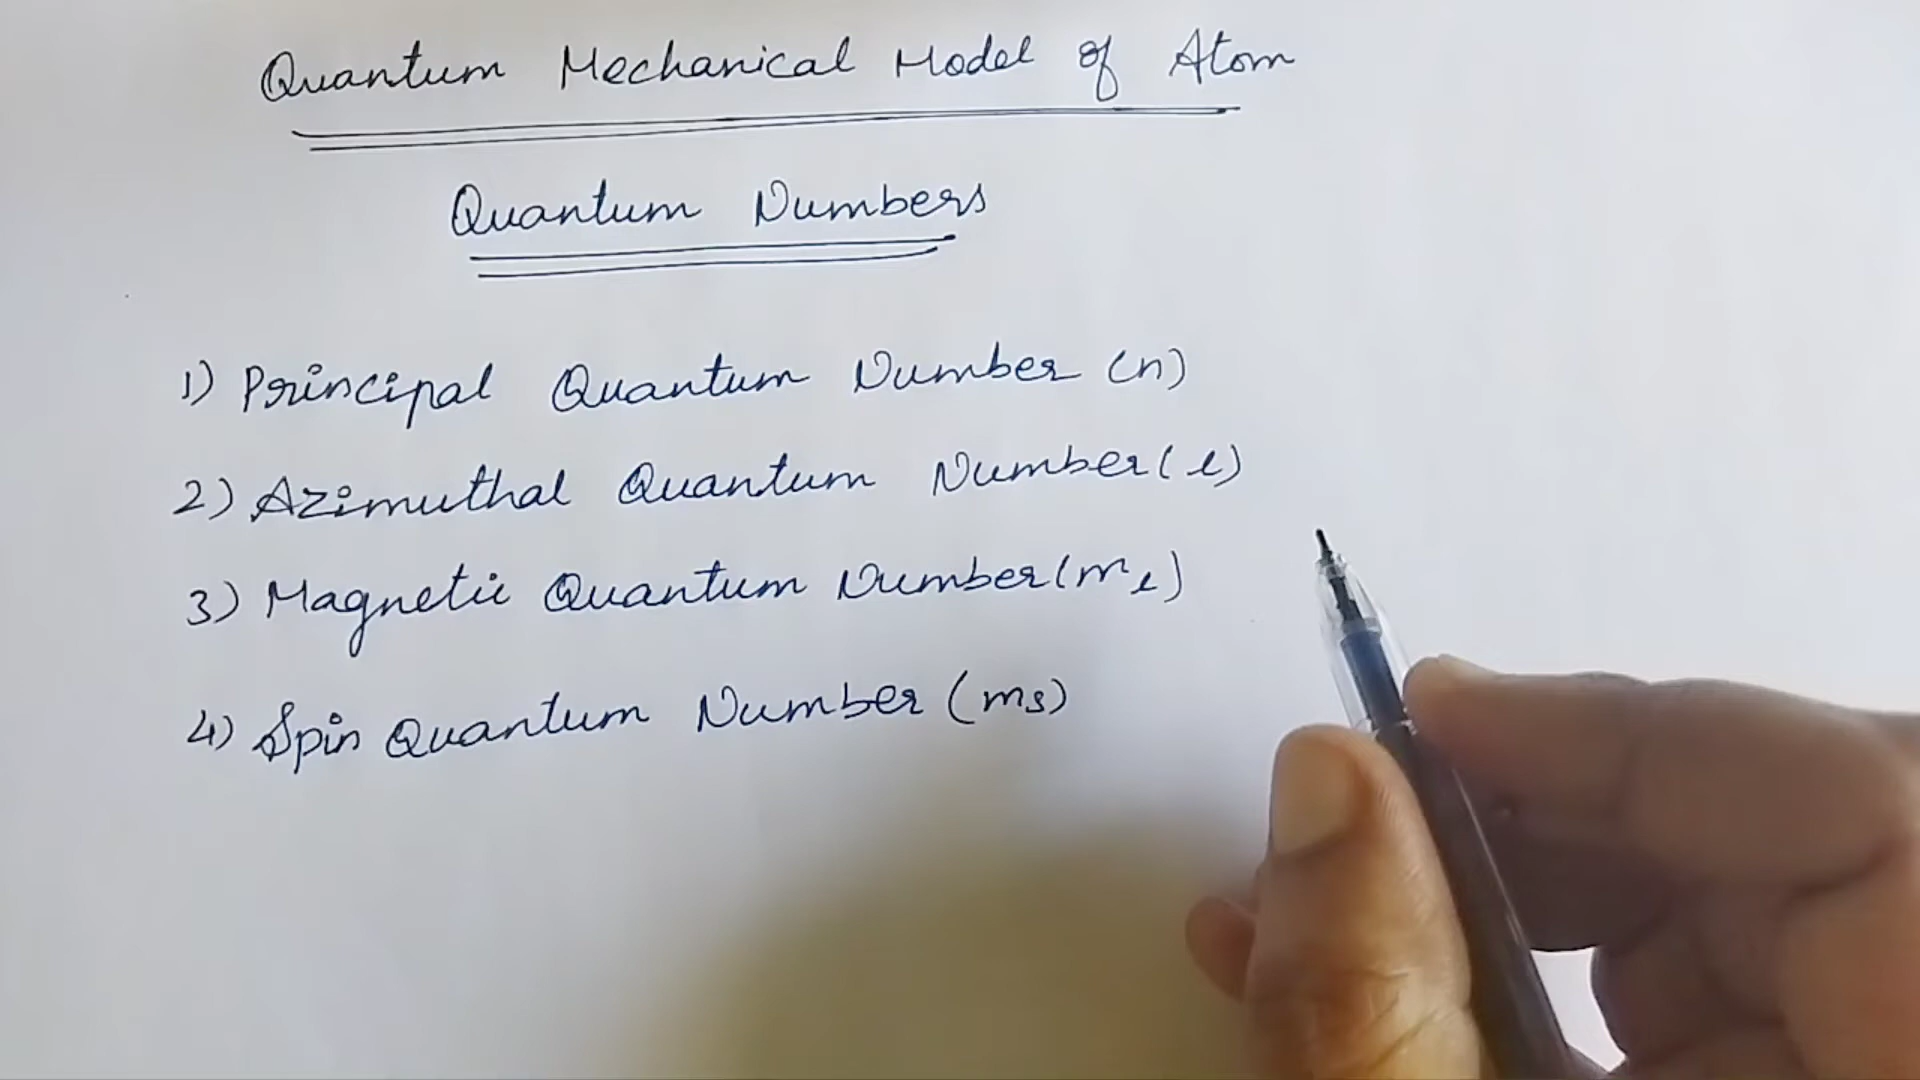 Quantum Mechanical Model of Atom
Quantum Numbers
1) Principal Quantum Number (n)
2) Azimuthal Quantum Number (l)
3) Magnetic Quantum Number (ml)
4) Spin Quantum Number (ms)